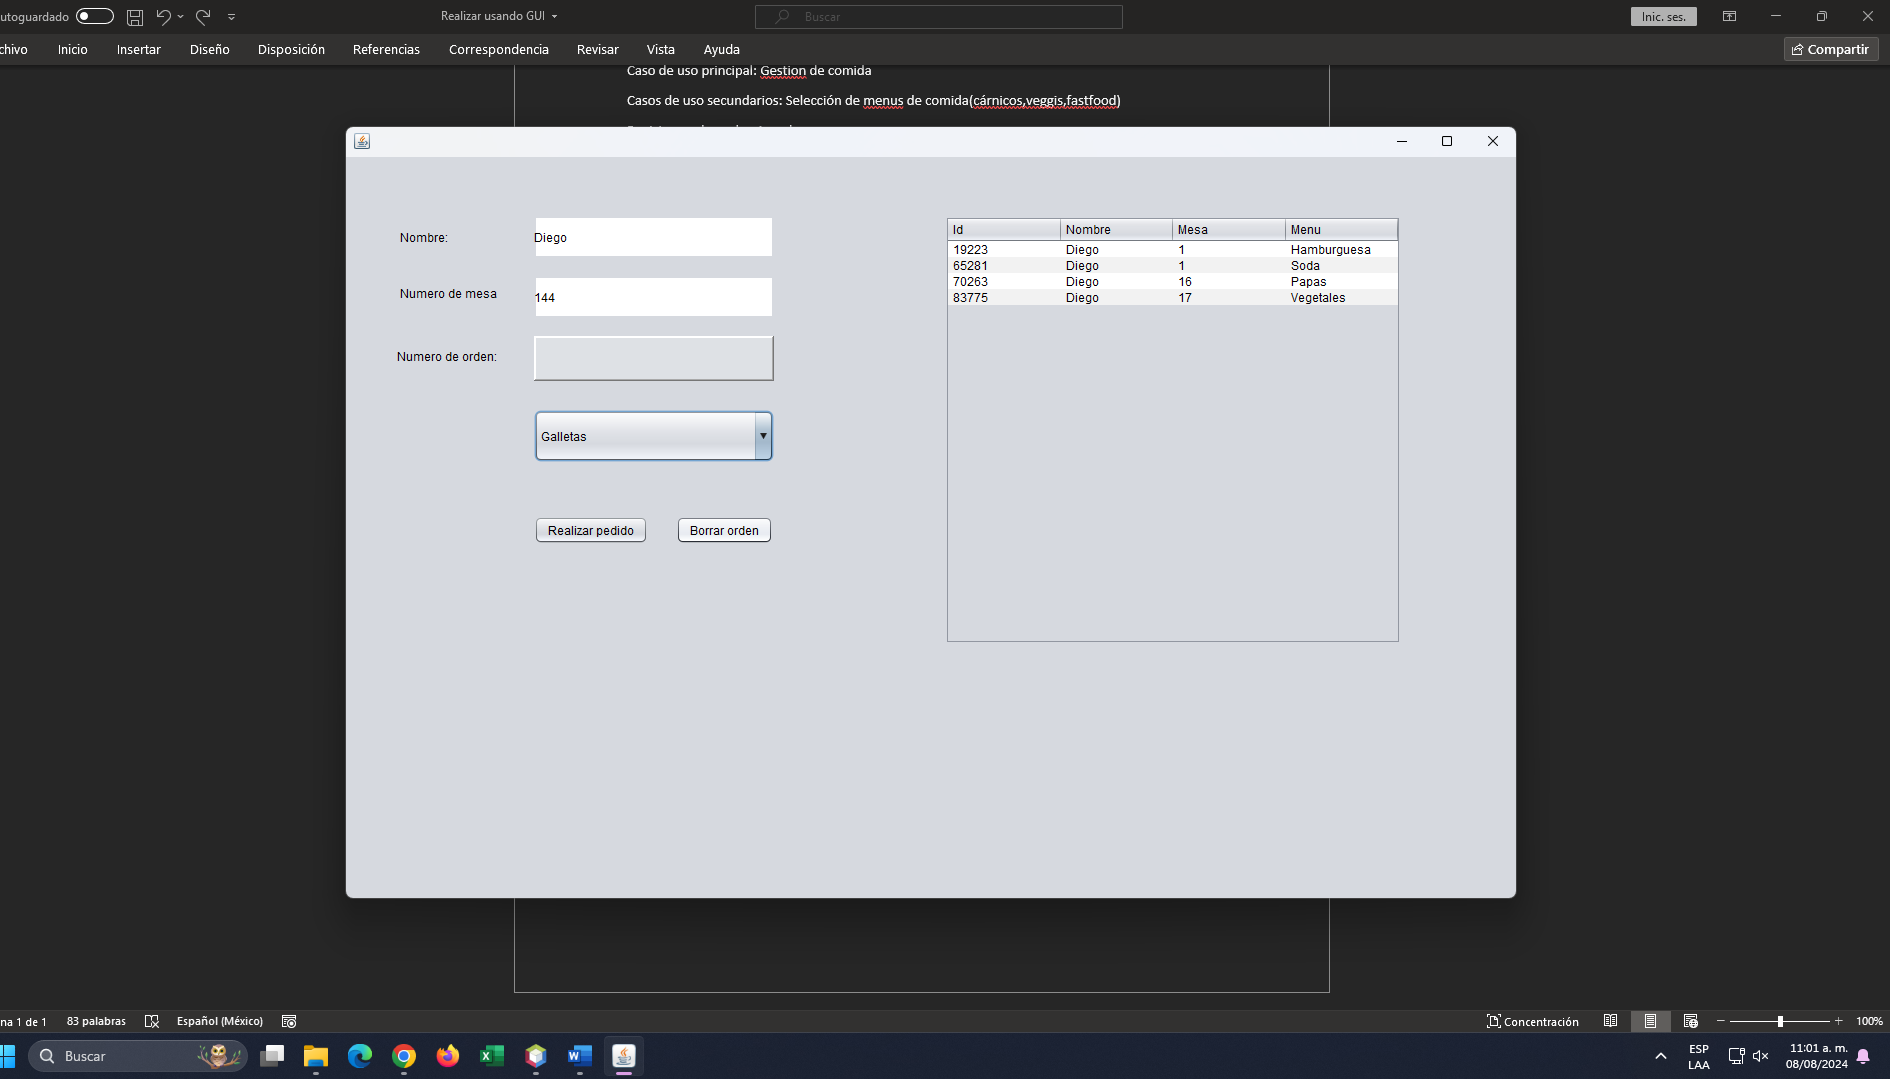 utoguardado
Realizar usando GUI
Buscar
Inic. ses.
chivo Inicio Insertar Diseño Disposición Referencias Correspondencia Revisar Vista Ayuda
Compartir
Caso de uso principal: Gestion de comida
Casos de uso secundarios: Selección de menus de comida(cárnicos,veggis,fastfood)
Nombre: Diego
Numero de mesa 144
Numero de orden:
Galletas
Realizar pedido Borrar orden
Id Nombre Mesa Menu
19223 Diego 1 Hamburguesa
65281 Diego 1 Soda
70263 Diego 16 Papas
83775 Diego 17 Vegetales
na 1 de 1 83 palabras Español (México)
Concentración
100%
Buscar
ESP
LAA
11:01 a. m.
08/08/2024